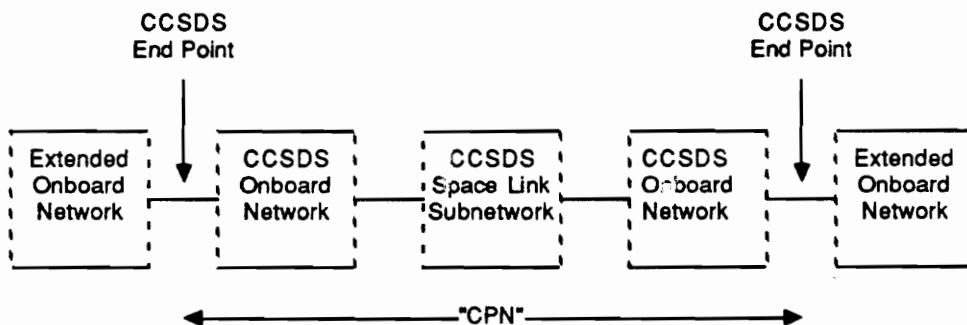 CCSDS
End Point
CCSDS
End Point
Extended
Onboard
Network
CCSDS
Onboard
Network
CCSDS
Space Link
Subnetwork
CCSDS
Onboard
Network
Extended
Onboard
Network
"CPN"